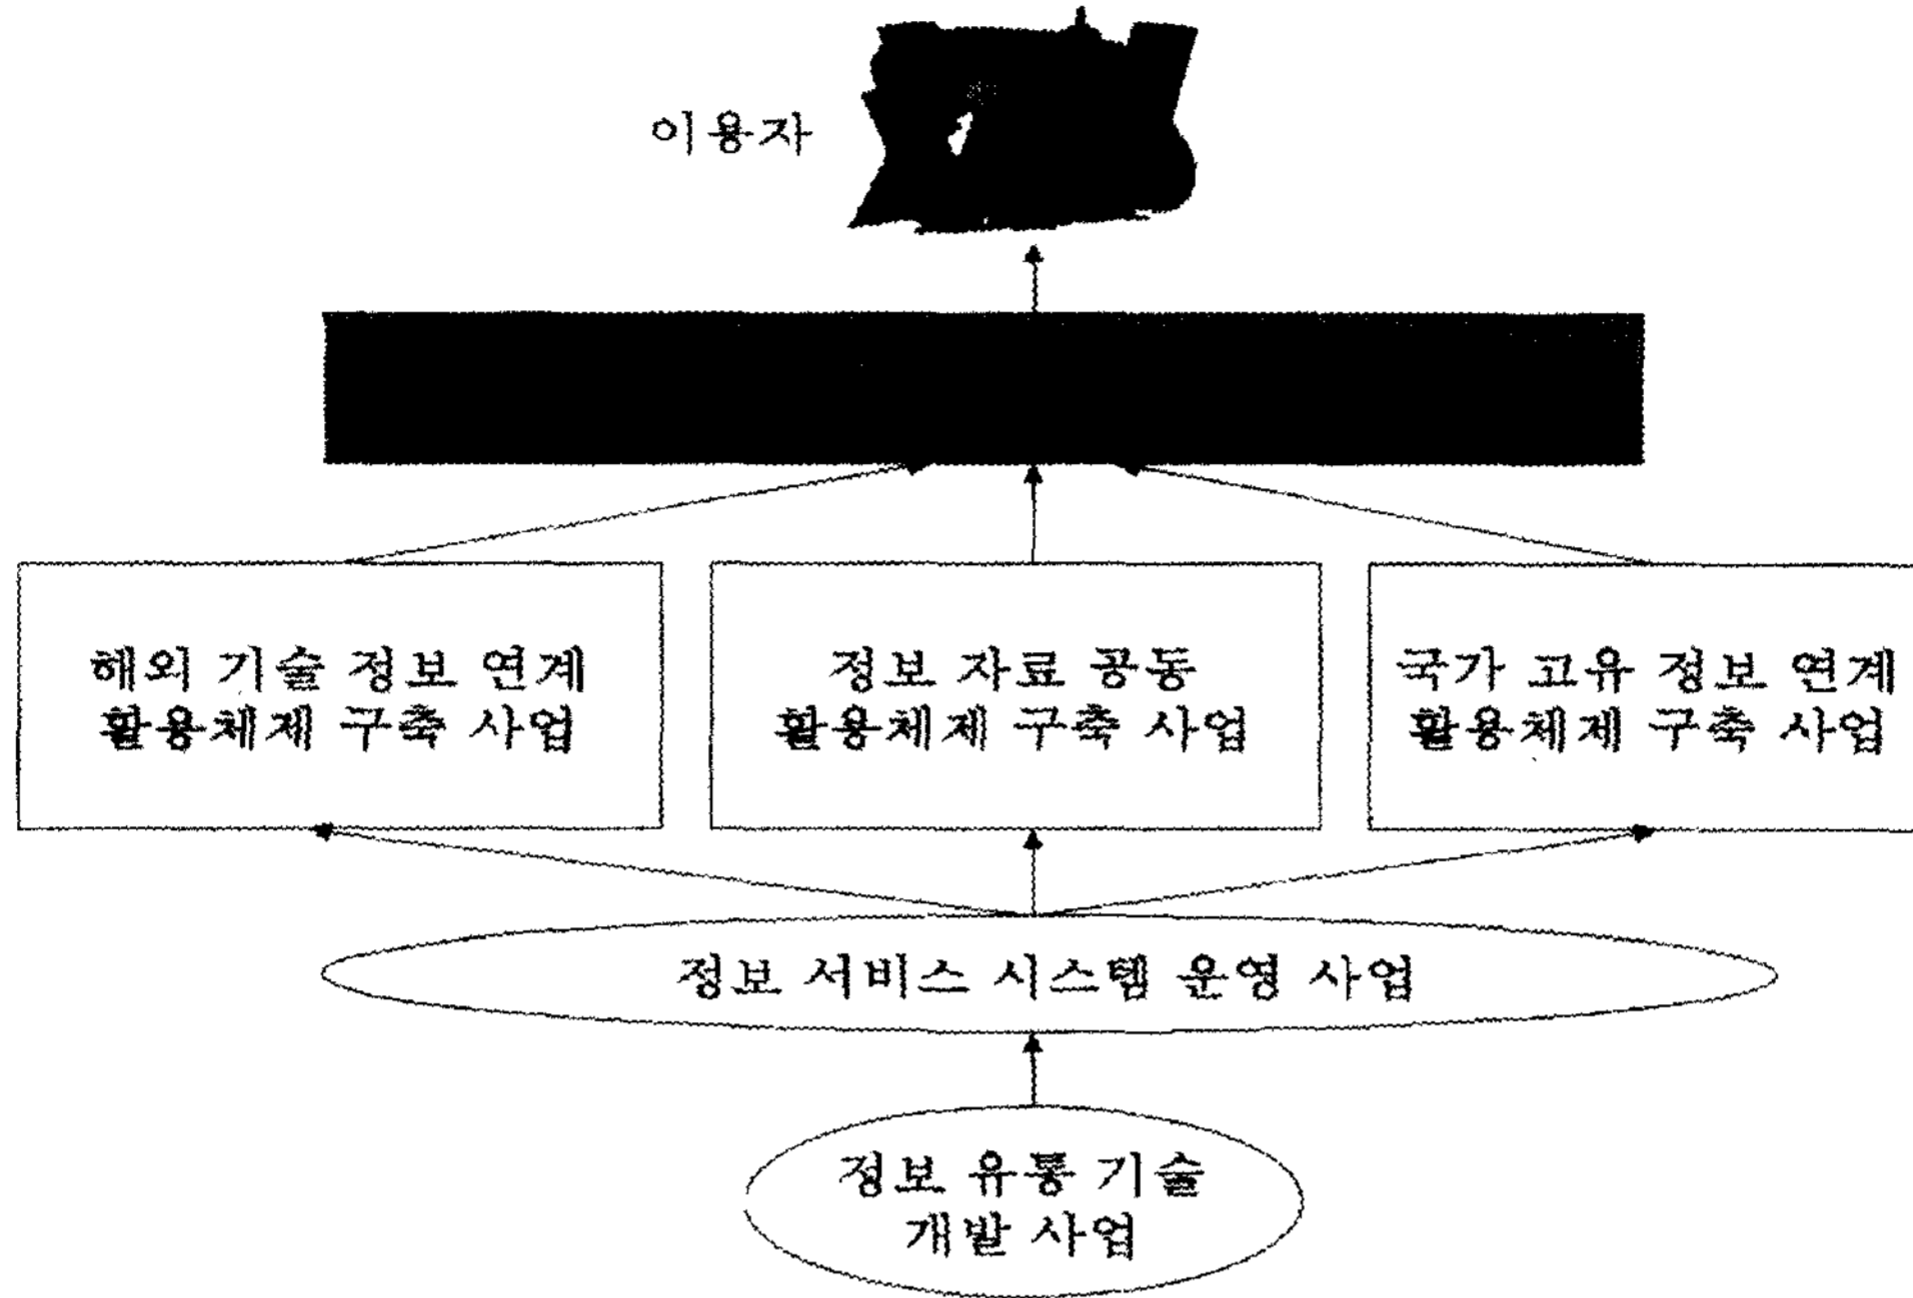 이용자
해외 기술 정보 연계
활용체제 구축 사업
정보 자료 공동
활용체제 구축 사업
국가 고유 정보 연계
활용체제 구축 사업
정보 서비스 시스템 운영 사업
정보 유통 기술
개발 사업